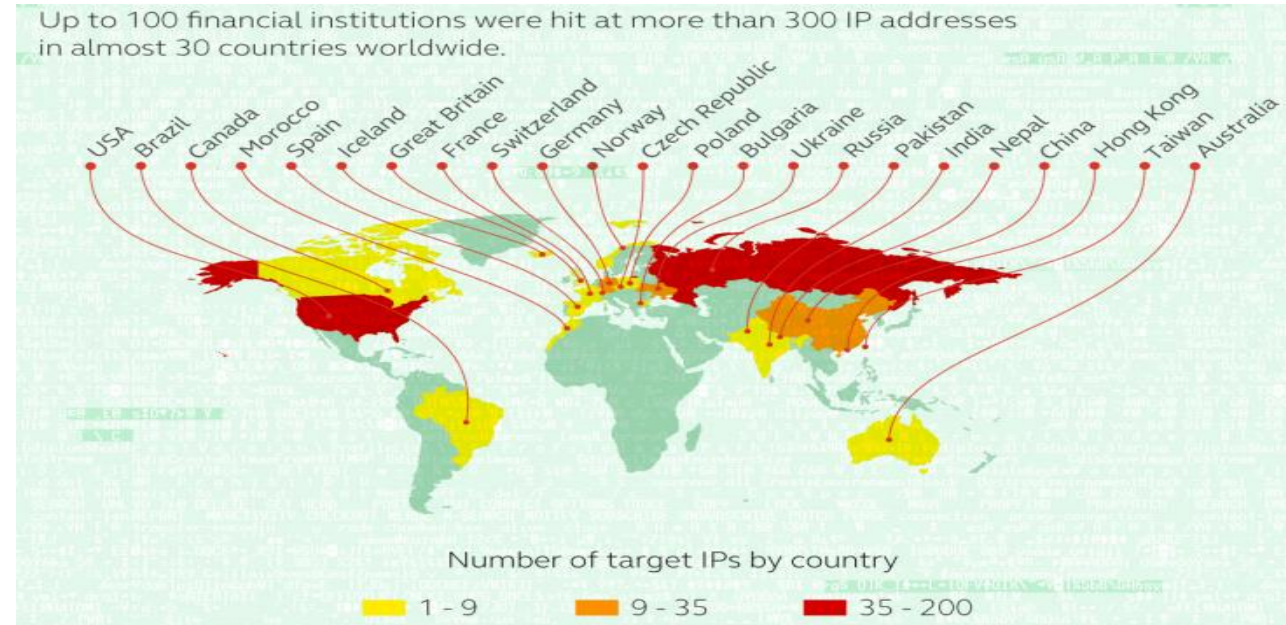 Up to 100 financial institutions were hit at more than 300 IP addresses
in almost 30 countries worldwide.
USA
Brazil
Canada
Morocco
Spain
Iceland
Great Britain
France
Switzerland
Germany
Norway
Czech Republic
Poland
Bulgaria
Ukraine
Russia
Pakistan
India
Nepal
China
Hong Kong
Taiwan
Australia
Number of target IPs by country
1 - 9
9 - 35
35 - 200